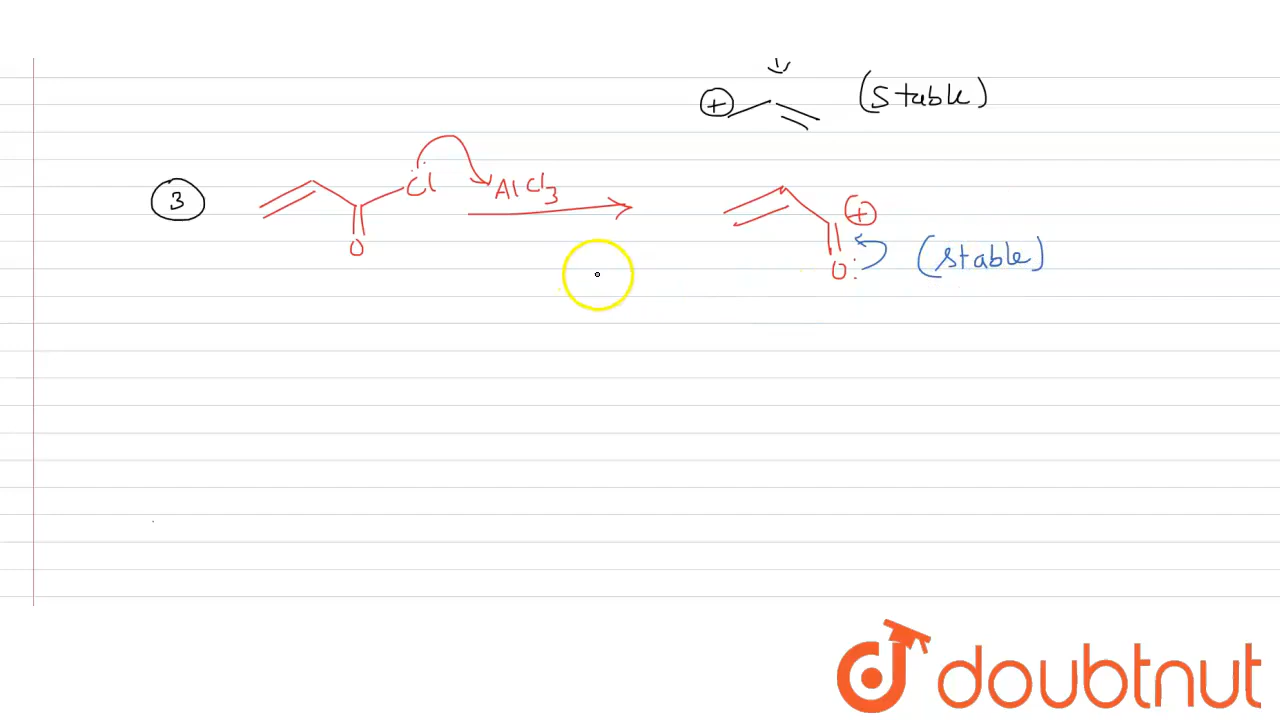 ⊕ (stable)
③ Cl AlCl3 ⊕
O O: (stable)
doubtnut